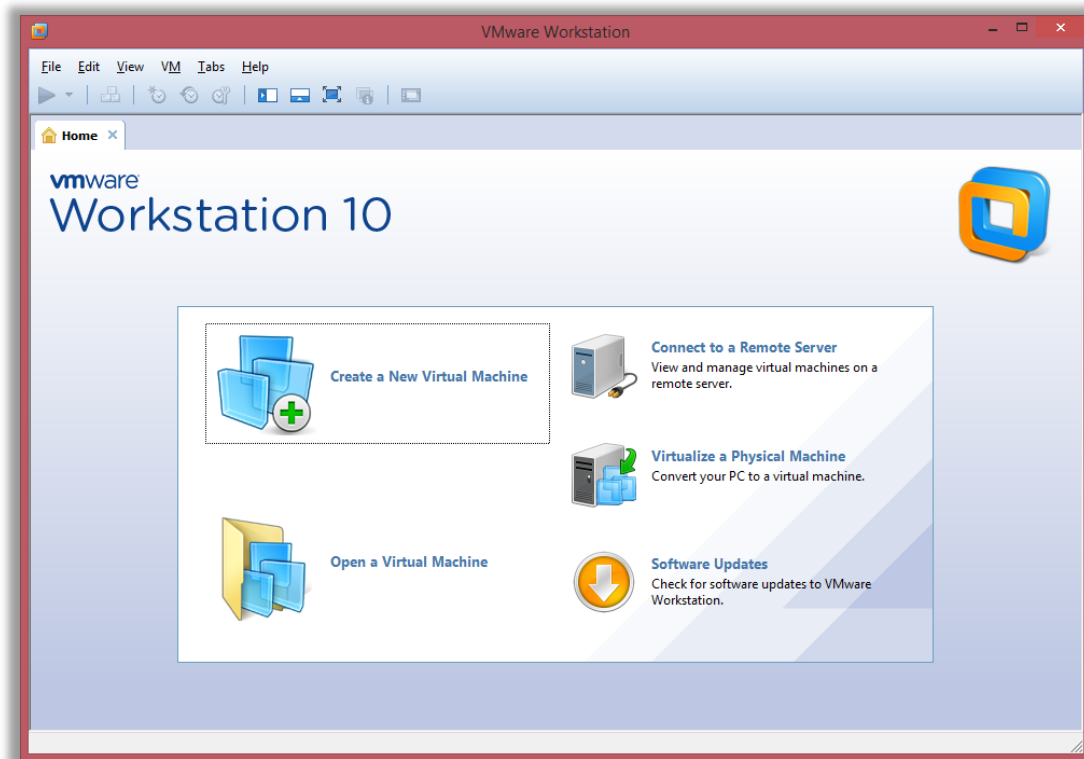 VMware Workstation
File Edit View VM Tabs Help
Home
vmware
Workstation 10
Create a New Virtual Machine
Open a Virtual Machine
Connect to a Remote Server
View and manage virtual machines on a
remote server.
Virtualize a Physical Machine
Convert your PC to a virtual machine.
Software Updates
Check for software updates to VMware
Workstation.